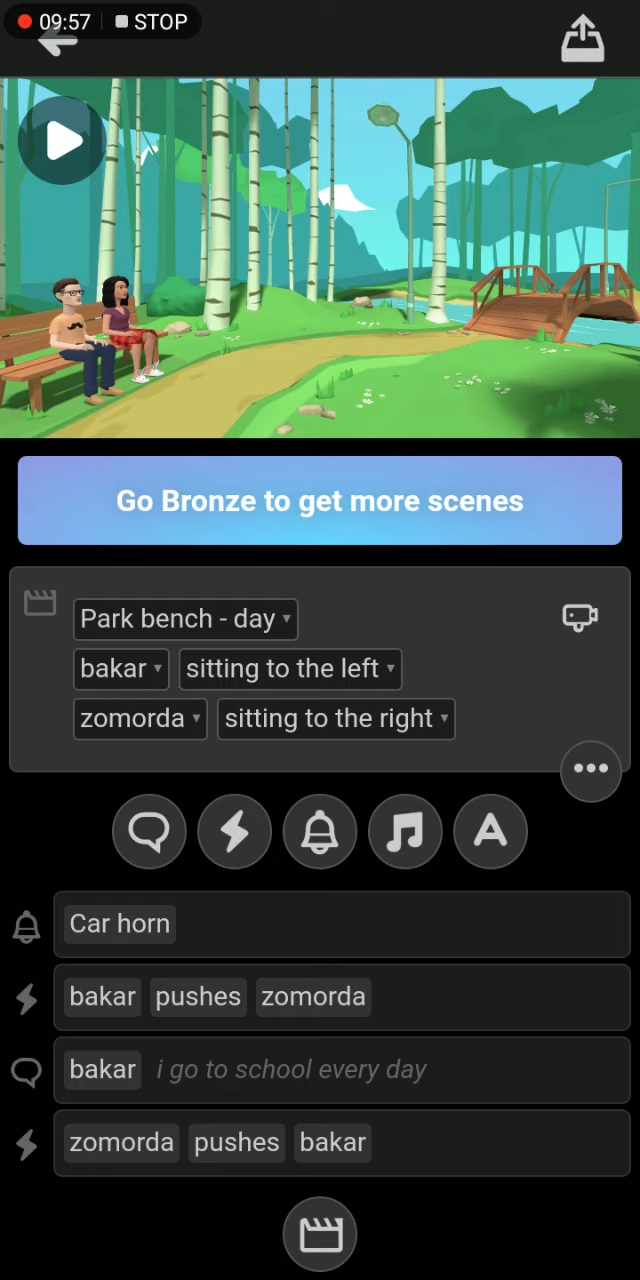 09:57 STOP
Go Bronze to get more scenes
Park bench - day
bakar sitting to the left
zomorda sitting to the right
Car horn
bakar pushes zomorda
bakar i go to school every day
zomorda pushes bakar